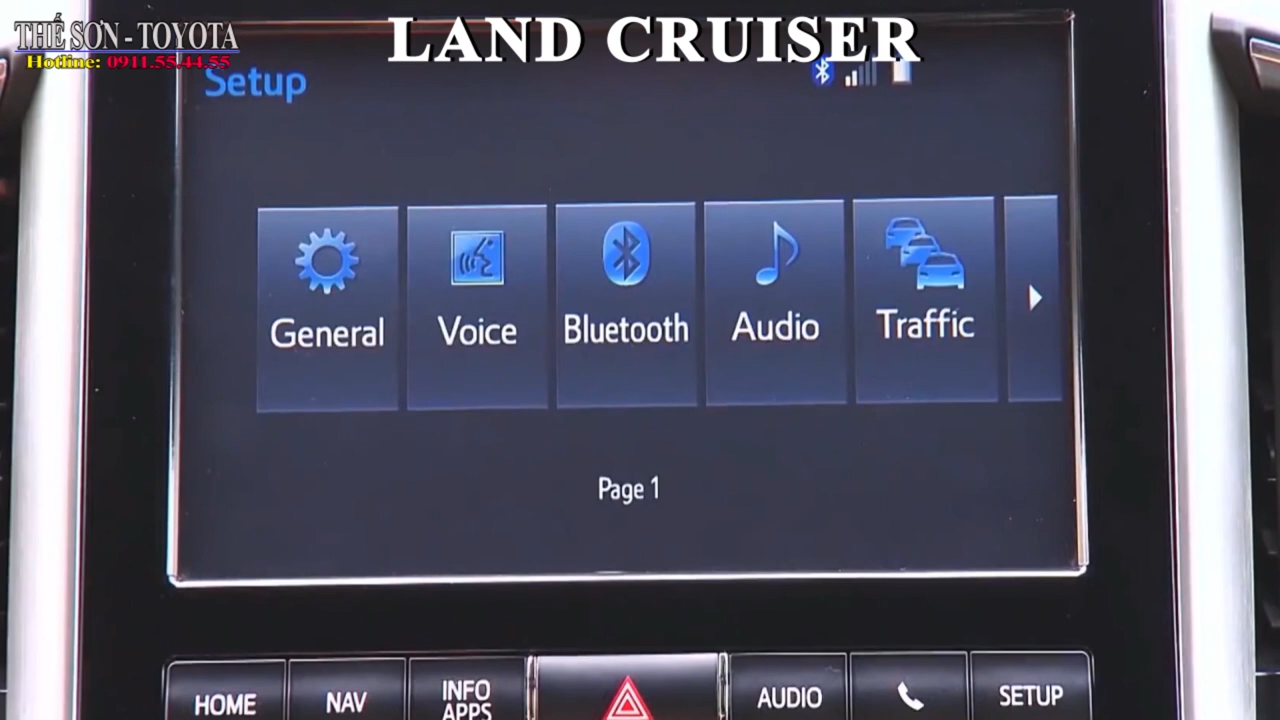 THẾ SƠN - TOYOTA
LAND CRUISER
Hotline: 0911.55.44.55
Setup
General
Voice
Bluetooth
Audio
Traffic
Page 1
HOME
NAV
INFO
APPS
AUDIO
SETUP